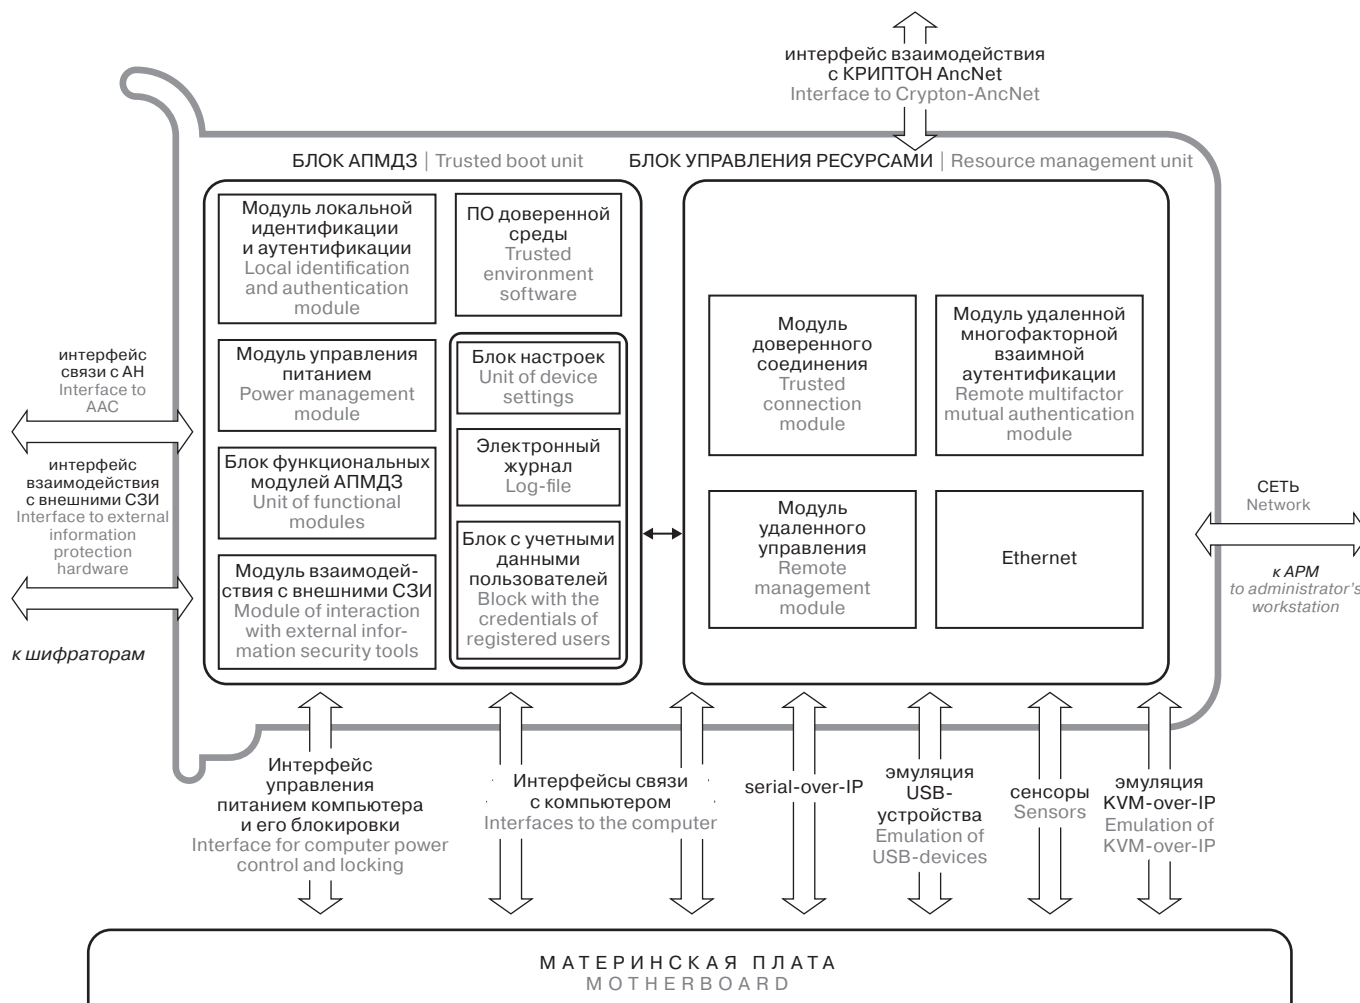 интерфейс взаимодействия
с КРИПТОН AncNet
Interface to Crypton-AncNet
БЛОК АПМДЗ | Trusted boot unit
БЛОК УПРАВЛЕНИЯ РЕСУРСАМИ | Resource management unit
Модуль локальной
идентификации
и аутентификации
Local identification
and authentication
module
ПО доверенной
среды
Trusted
environment
software
Модуль управления
питанием
Power management
module
Блок настроек
Unit of device
settings
Блок функциональных
модулей АПМДЗ
Unit of functional
modules
Электронный
журнал
Log-file
Модуль взаимодей-
ствия с внешними СЗИ
Module of interaction
with external infor-
mation security tools
Блок с учетными
данными
пользователей
Block with the
credentials of
registered users
Модуль
доверенного
соединения
Trusted
connection
module
Модуль удаленной
многофакторной
взаимной
аутентификации
Remote multifactor
mutual authentication
module
Модуль
удаленного
управления
Remote
management
module
Ethernet
интерфейс
связи с АН
Interface to
AAC
интерфейс
взаимодействия
с внешними СЗИ
Interface to external
information
protection
hardware
к шифраторам
СЕТЬ
Network
к АРМ
to administrator's
workstation
Интерфейс
управления
питанием компьютера
и его блокировки
Interface for computer power
control and locking
Интерфейсы связи
с компьютером
Interfaces to the computer
serial-over-IP
эмуляция
USB-
устройства
Emulation of
USB-devices
сенсоры
Sensors
эмуляция
KVM-over-IP
Emulation of
KVM-over-IP
МАТЕРИНСКАЯ ПЛАТА
MOTHERBOARD